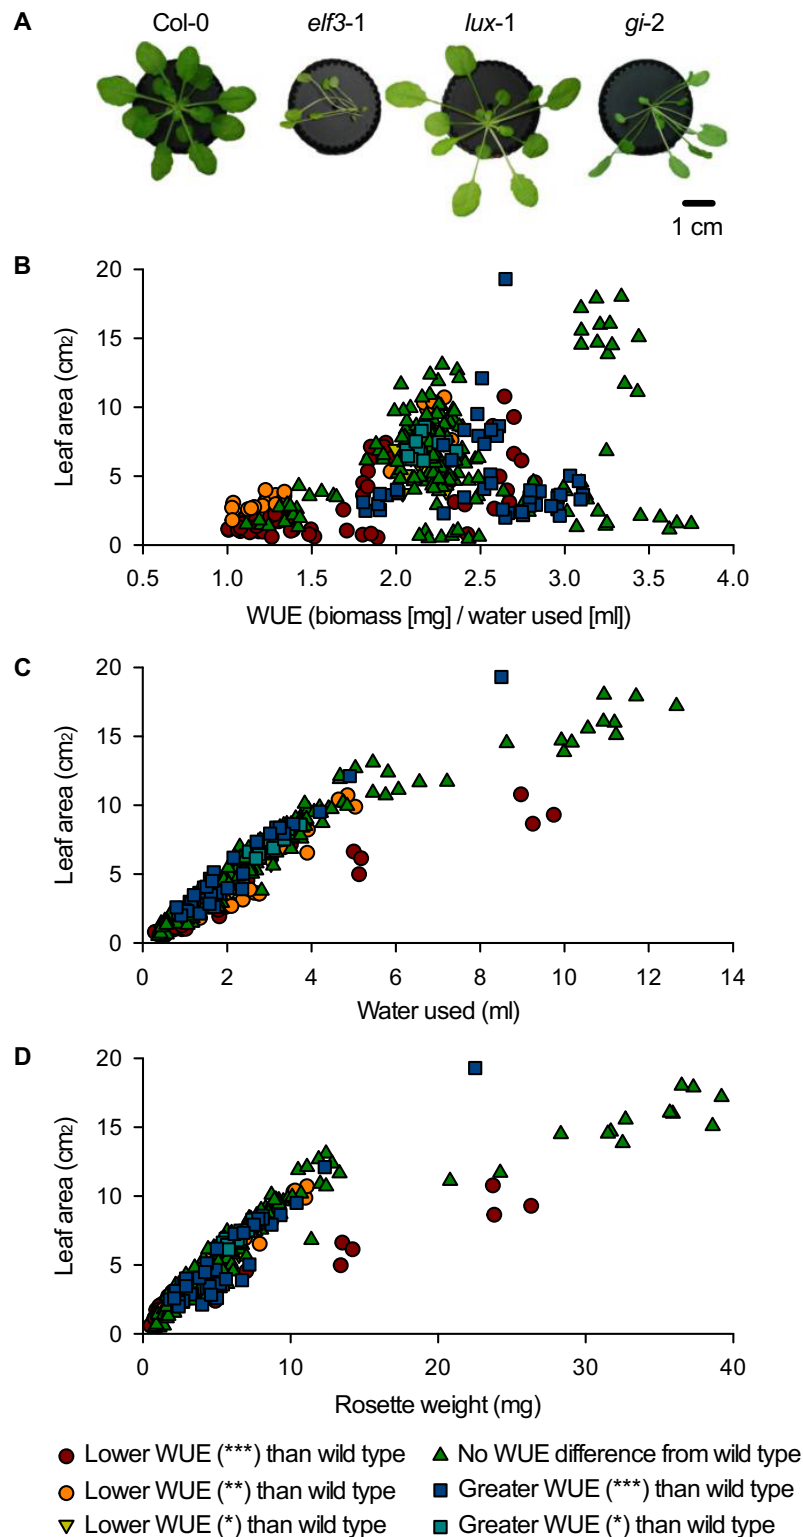 A
Col-0 elf3-1 lux-1 gi-2
1 cm
B
20
15
10
5
0
Leaf area (cm2)
0.5 1.0 1.5 2.0 2.5 3.0 3.5 4.0
WUE (biomass [mg] / water used [ml])
C
20
15
10
5
0
Leaf area (cm2)
0 2 4 6 8 10 12 14
Water used (ml)
D
20
15
10
5
0
Leaf area (cm2)
0 10 20 30 40
Rosette weight (mg)
Lower WUE (***) than wild type
No WUE difference from wild type
Lower WUE (**) than wild type
Greater WUE (***) than wild type
Lower WUE (*) than wild type
Greater WUE (*) than wild type